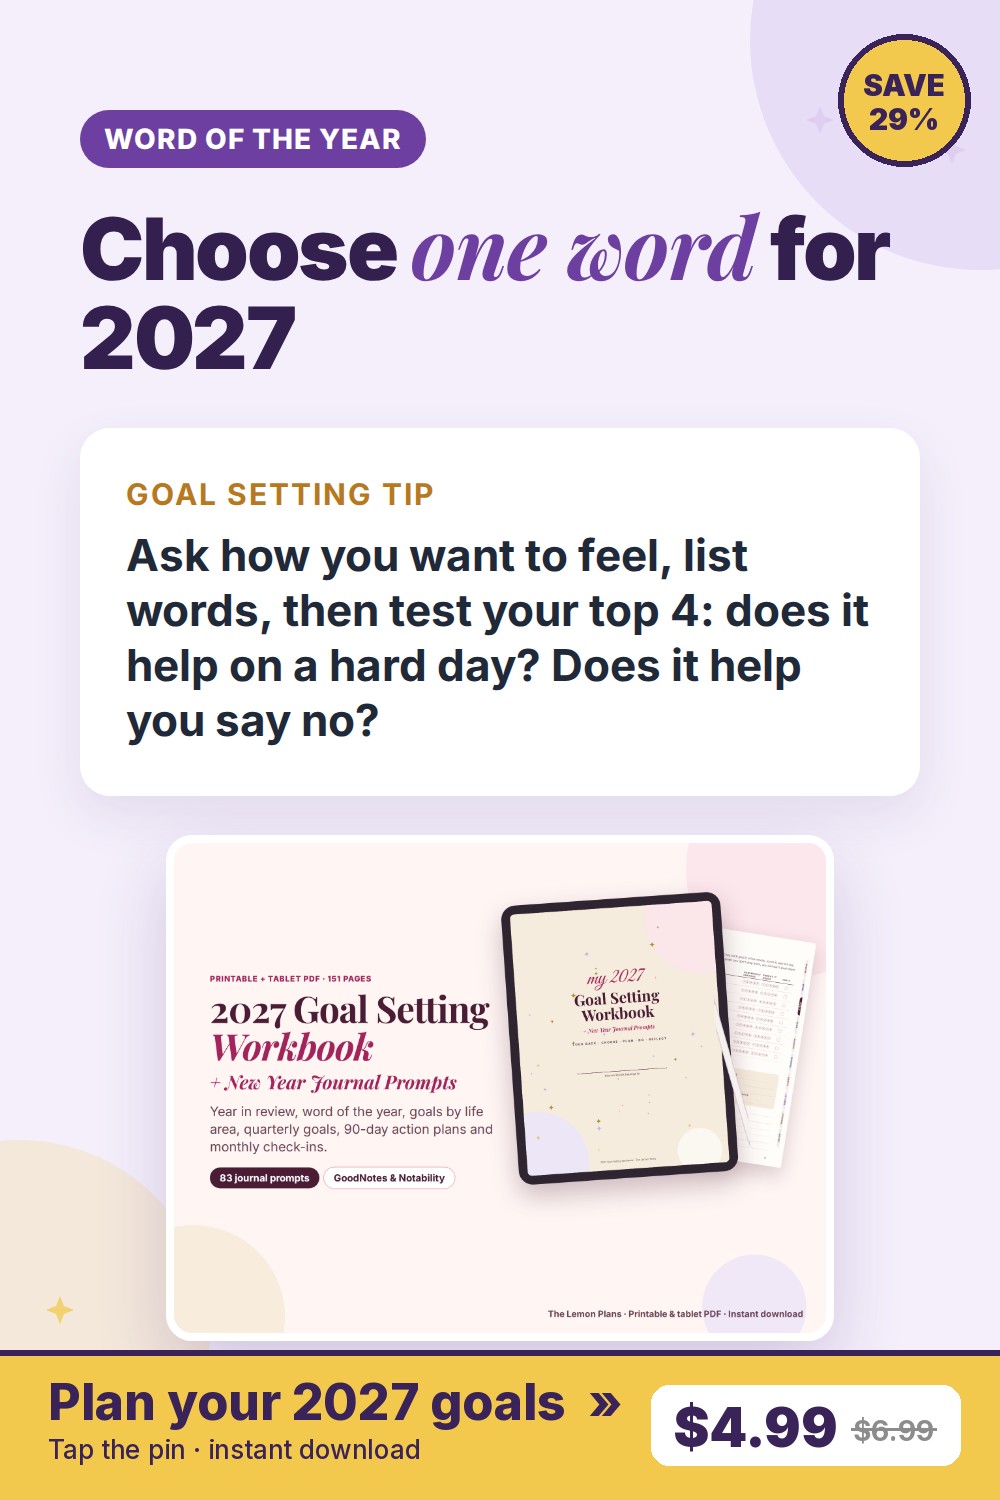 SAVE
29%
WORD OF THE YEAR
Choose one word for
2027
GOAL SETTING TIP
Ask how you want to feel, list
words, then test your top 4: does it
help on a hard day? Does it help
you say no?
PRINTABLE + TABLET PDF · 151 PAGES
2027 Goal Setting
Workbook
+ New Year Journal Prompts
Year in review, word of the year, goals by life
area, quarterly goals, 90-day action plans and
monthly check-ins.
83 journal prompts
GoodNotes & Notability
my 2027
Goal Setting
Workbook
+ New Year Journal Prompts
The Lemon Plans · Printable & tablet PDF · Instant download
Plan your 2027 goals »
Tap the pin · instant download
$4.99 $6.99